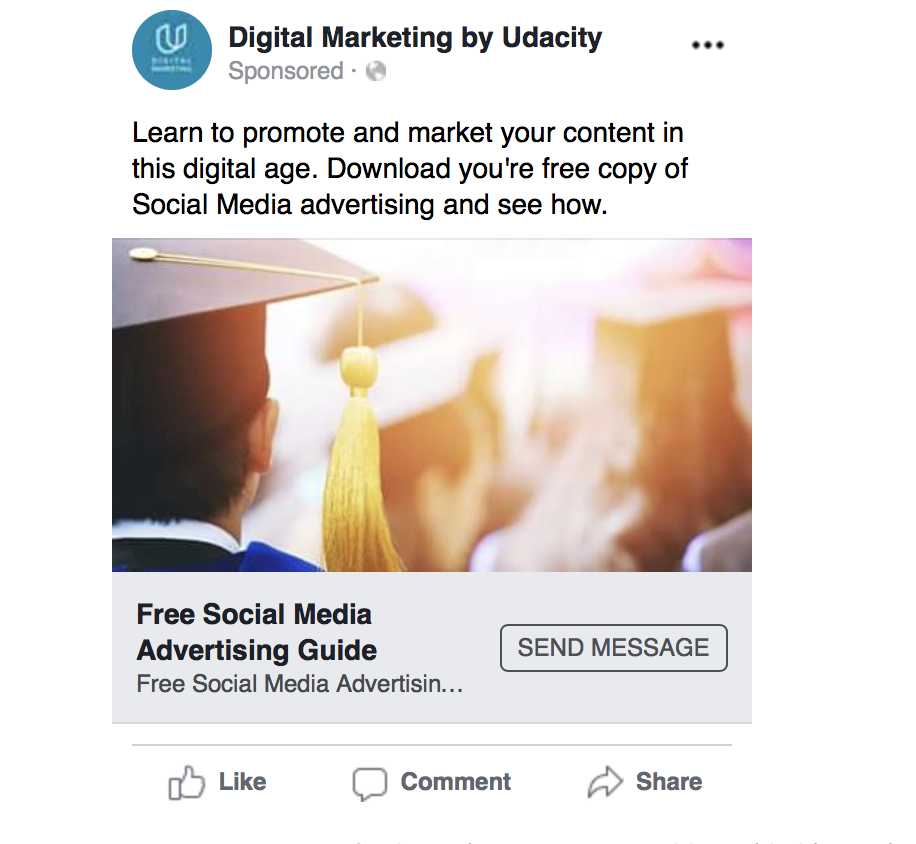 Digital Marketing by Udacity
Sponsored ·
Learn to promote and market your content in
this digital age. Download you're free copy of
Social Media advertising and see how.
Free Social Media
Advertising Guide
SEND MESSAGE
Free Social Media Advertisin...
Like
Comment
Share